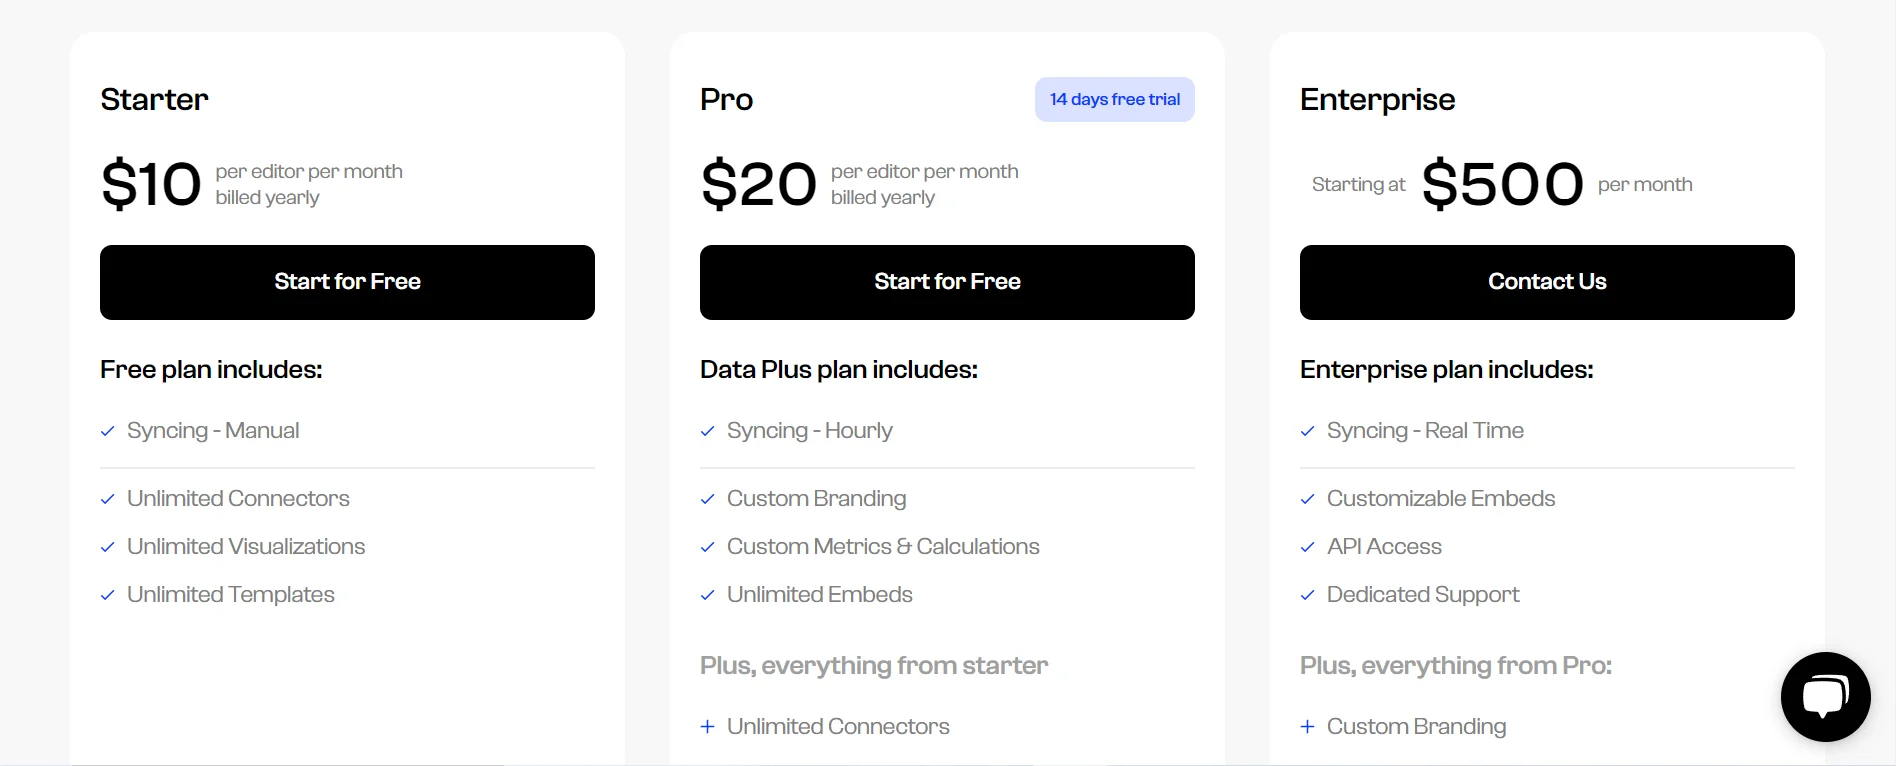 Starter
$10 per editor per month
billed yearly
Start for Free
Free plan includes:
Syncing - Manual
Unlimited Connectors
Unlimited Visualizations
Unlimited Templates
Pro
14 days free trial
$20 per editor per month
billed yearly
Start for Free
Data Plus plan includes:
Syncing - Hourly
Custom Branding
Custom Metrics & Calculations
Unlimited Embeds
Plus, everything from starter
Unlimited Connectors
Enterprise
Starting at $500 per month
Contact Us
Enterprise plan includes:
Syncing - Real Time
Customizable Embeds
API Access
Dedicated Support
Plus, everything from Pro:
Custom Branding